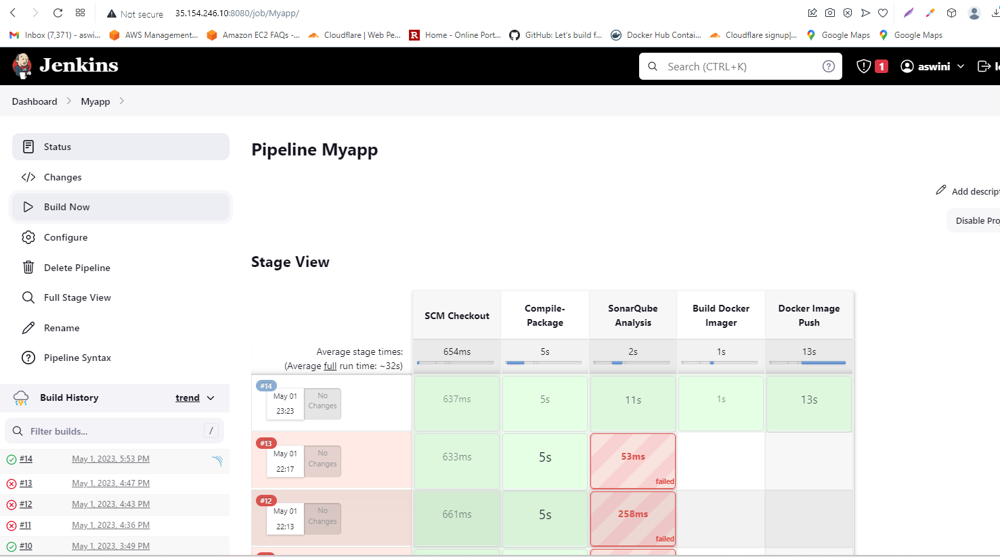 Not secure
35.154.246.10:8080/job/Myapp/
Inbox (7,371) - aswi...
AWS Management...
Amazon EC2 FAQs -...
Cloudflare | Web Pe...
R
Home - Online Port...
GitHub: Let's build f...
Docker Hub Contai...
Cloudflare signup|...
Google Maps
Google Maps
Jenkins
Search (CTRL+K)
?
1
aswini
Dashboard
Myapp
Status
Changes
Build Now
Configure
Delete Pipeline
Full Stage View
Rename
?
Pipeline Syntax
Build History
trend
Filter builds...
/
#14
May 1, 2023, 5:53 PM
#13
May 1, 2023, 4:47 PM
#12
May 1, 2023, 4:43 PM
#11
May 1, 2023, 4:36 PM
#10
May 1, 2023, 3:49 PM
Pipeline Myapp
Add descript
Disable Pro
Stage View
SCM Checkout
Compile-
Package
SonarQube
Analysis
Build Docker
Imager
Docker Image
Push
Average stage times:
(Average full run time: ~32s)
654ms
5s
2s
1s
13s
#14
May 01
23:23
No
Changes
637ms
5s
11s
1s
13s
#13
May 01
22:17
No
Changes
633ms
5s
53ms
failed
#12
May 01
22:13
No
Changes
661ms
5s
258ms
failed